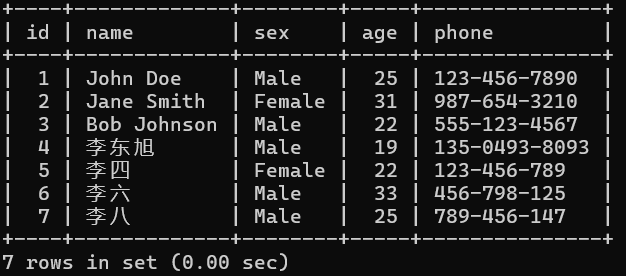 +----+-------------+--------+-----+---------------+
| id | name        | sex    | age | phone         |
+----+-------------+--------+-----+---------------+
|  1 | John Doe    | Male   |  25 | 123-456-7890  |
|  2 | Jane Smith  | Female |  31 | 987-654-3210  |
|  3 | Bob Johnson | Male   |  22 | 555-123-4567  |
|  4 | 李东旭      | Male   |  19 | 135-0493-8093 |
|  5 | 李四        | Female |  22 | 123-456-789   |
|  6 | 李六        | Male   |  33 | 456-798-125   |
|  7 | 李八        | Male   |  25 | 789-456-147   |
+----+-------------+--------+-----+---------------+
7 rows in set (0.00 sec)